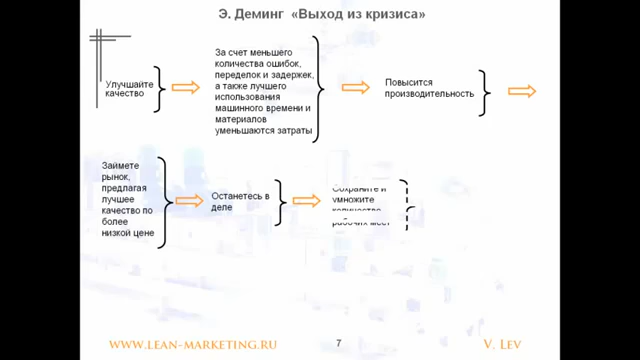 Э. Деминг «Выход из кризиса»
Улучшайте
качество
За счет меньшего
количества ошибок,
переделок и задержек,
а также лучшего
использования
машинного времени и
материалов
уменьшаются затраты
Повысится
производительность
Займете
рынок,
предлагая
лучшее
качество по
более
низкой цене
Останетесь в
деле
Сохраните и
умножите
количество
рабочих мест
WWW.LEAN-MARKETING.RU
7
V. LEV